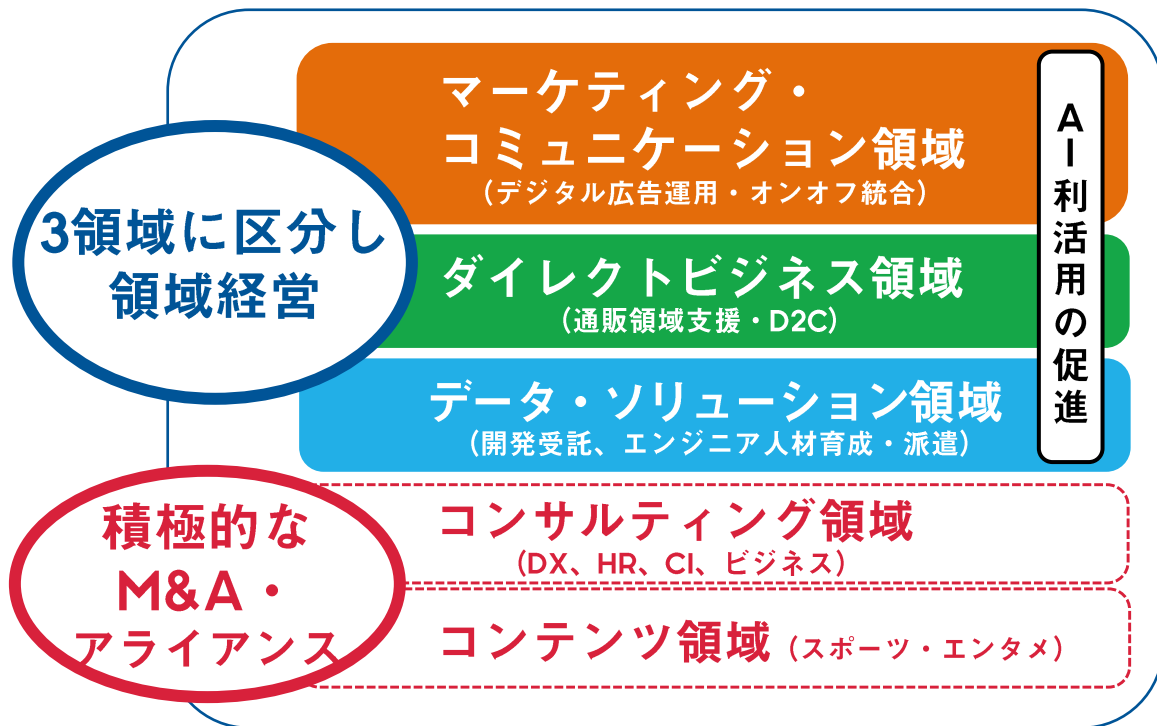 マーケティング・
コミュニケーション領域
(デジタル広告運用・オンオフ統合)
3領域に区分し
領域経営
ダイレクトビジネス領域
(通販領域支援・D2C)
データ・ソリューション領域
(開発受託、エンジニア人材育成・派遣)
AI利活用の促進
積極的な
M&A・
アライアンス
コンサルティング領域
(DX、HR、CI、ビジネス)
コンテンツ領域(スポーツ・エンタメ)